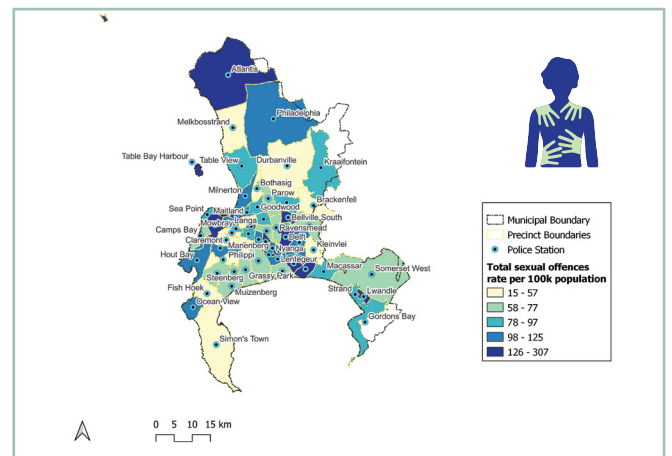 Atlantis
Philadelphia
Melkbosstrand
Table Bay Harbour
Table View
Durbanville
Kraaifontein
Bothasig
Milnerton
Parow
Brackenfell
Sea Point
Maitland
Goodwood
Bellville South
Mowbray
Langa
Ravensmead
Camps Bay
Delft
Claremont
Manenberg
Nyanga
Kleinvlei
Hout Bay
Philippi
Lentegeur
Macassar
Somerset West
Steenberg
Grassy Park
Fish Hoek
Muizenberg
Strand
Lwandle
Ocean View
Gordons Bay
Simon's Town
Municipal Boundary
Precinct Boundaries
Police Station
Total sexual offences
rate per 100k population
15 - 57
58 - 77
78 - 97
98 - 125
126 - 307
0 5 10 15 km